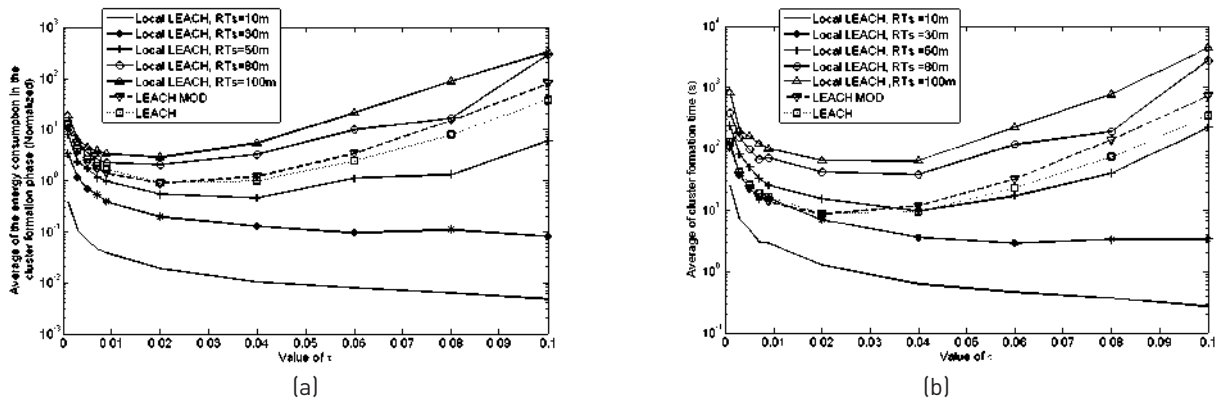 Average of the energy consumption in the
cluster formation phase (Normalized)
10^3
10^2
10^1
10^0
10^-1
10^-2
10^-3
Local LEACH, RTs=10m
Local LEACH, RTs=30m
Local LEACH, RTs=50m
Local LEACH, RTs=80m
Local LEACH, RTs=100m
LEACH MOD
LEACH
0 0.01 0 02 0 03 0 04 0.05 0 06 0.07 0 08 0.09 0.1
Value of τ
(a)
Average of cluster formation time (s)
10^4
10^3
10^2
10^1
10^0
10^-1
Local LEACH, RTs =10m
Local LEACH, RTs =30m
Local LEACH, RTs =80m
Local LEACH ,RTs =100m
LEACH MOD
LEACH
0 0.01 0 02 0.03 0 04 0.05 0.06 0.07 0 08 0.09 0.1
Value of
(b)